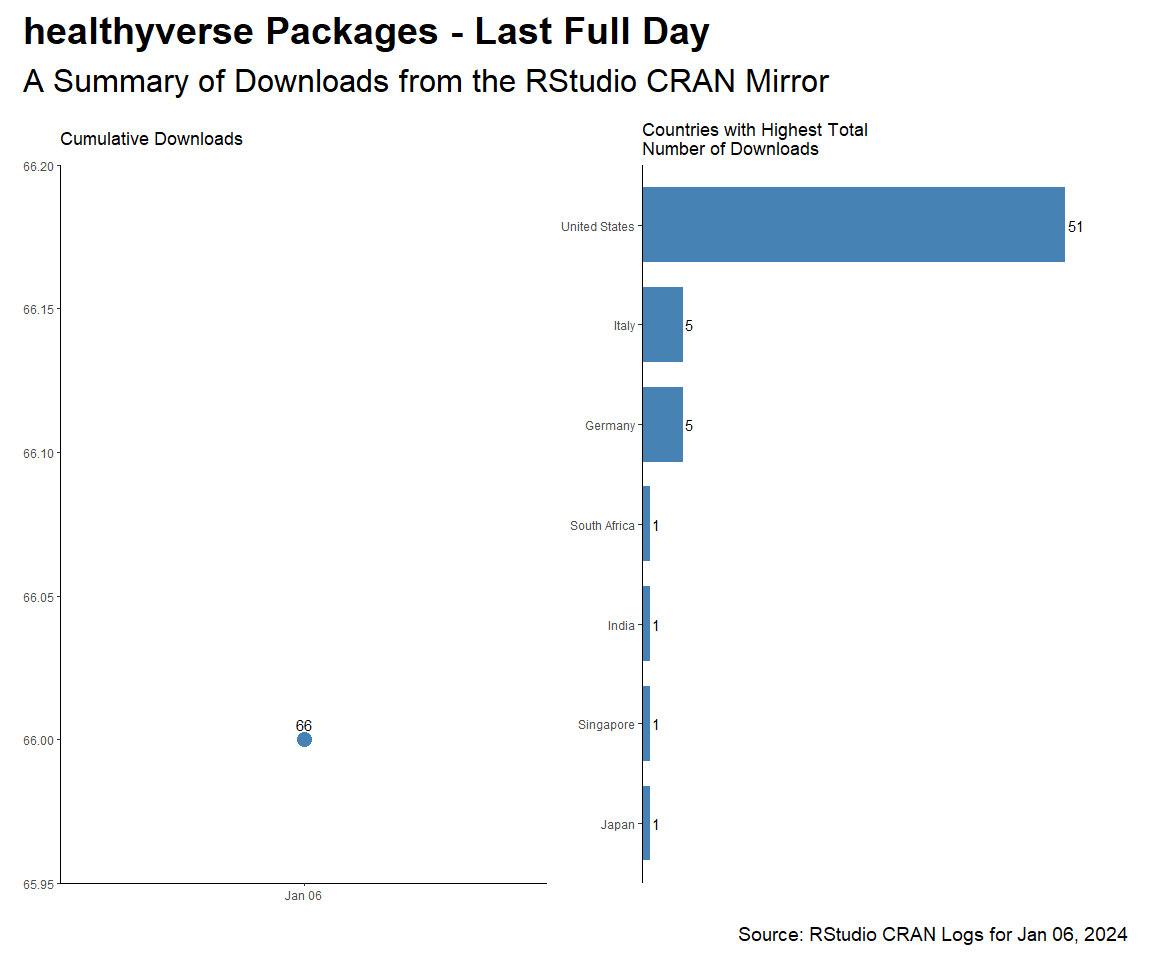 healthyverse Packages - Last Full Day
A Summary of Downloads from the RStudio CRAN Mirror
Cumulative Downloads
66.20
66.15
66.10
66.05
66.00
65.95
66
Jan 06
Countries with Highest Total
Number of Downloads
United States 51
Italy 5
Germany 5
South Africa 1
India 1
Singapore 1
Japan 1
Source: RStudio CRAN Logs for Jan 06, 2024